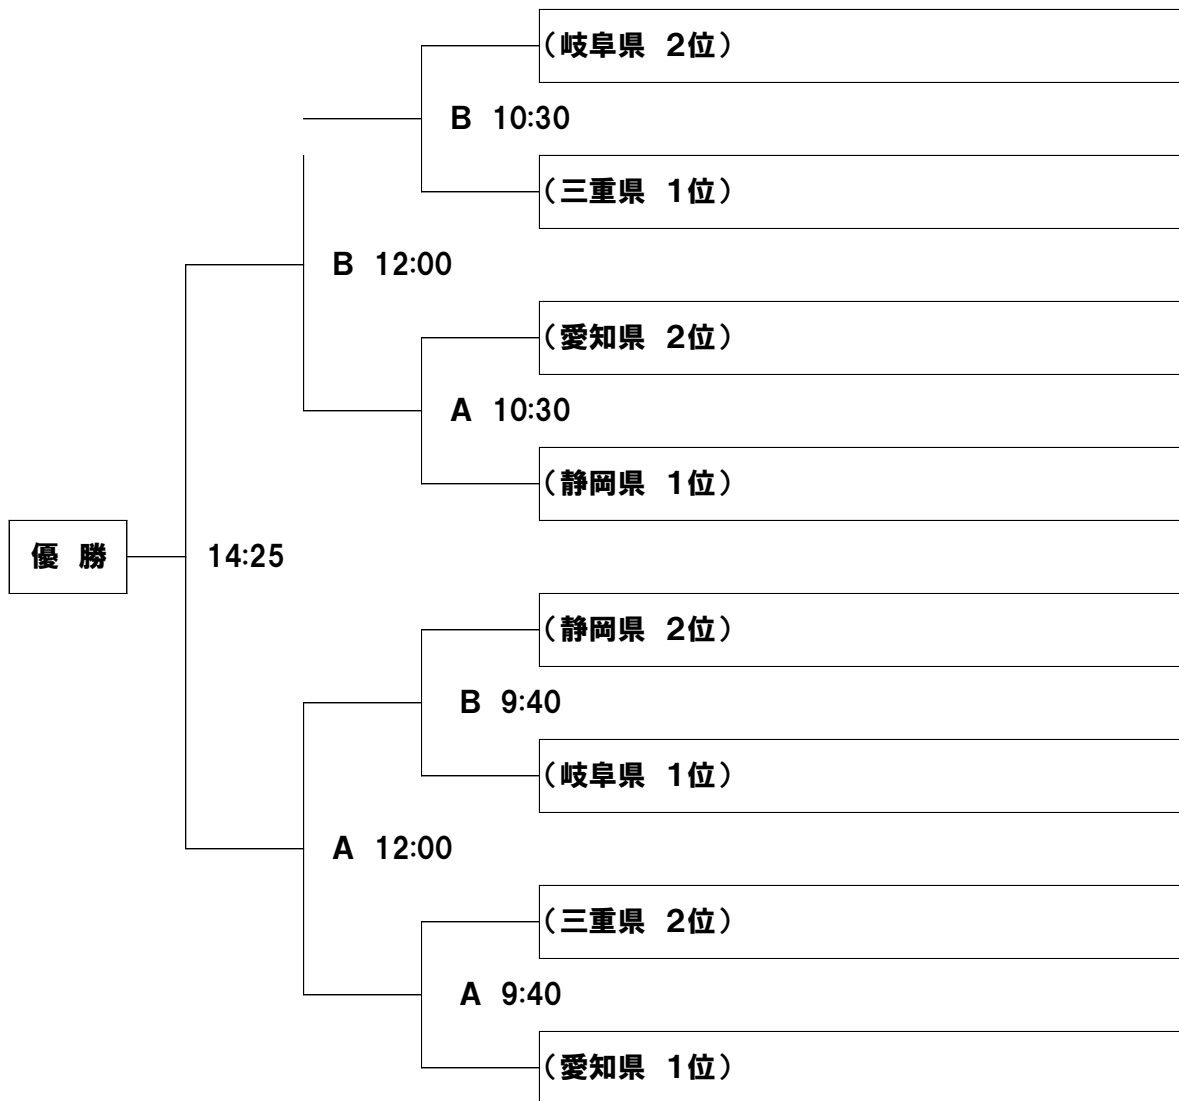 （岐阜県　2位）
B 10:30
（三重県　1位）
B 12:00
（愛知県　2位）
A 10:30
（静岡県　1位）
優 勝
14:25
（静岡県　2位）
B 9:40
（岐阜県　1位）
A 12:00
（三重県　2位）
A 9:40
（愛知県　1位）